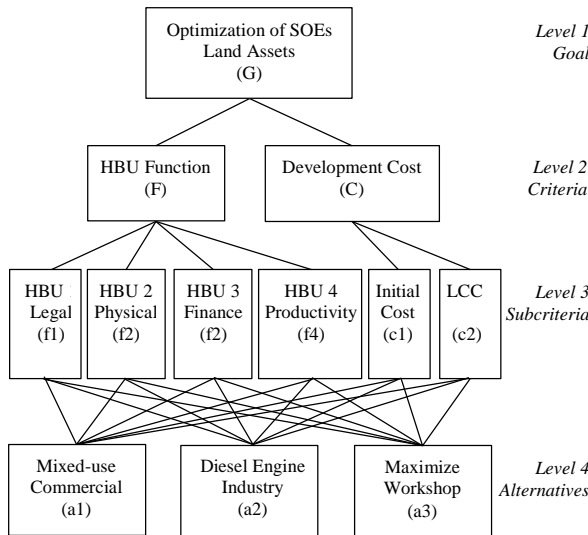 Optimization of SOEs
Land Assets
(G)
Level 1
Goal
HBU Function
(F)
Development Cost
(C)
Level 2
Criteria
HBU
Legal
(f1)
HBU 2
Physical
(f2)
HBU 3
Finance
(f2)
HBU 4
Productivity
(f4)
Initial
Cost
(c1)
LCC
(c2)
Level 3
Subcriteria
Mixed-use
Commercial
(a1)
Diesel Engine
Industry
(a2)
Maximize
Workshop
(a3)
Level 4
Alternatives